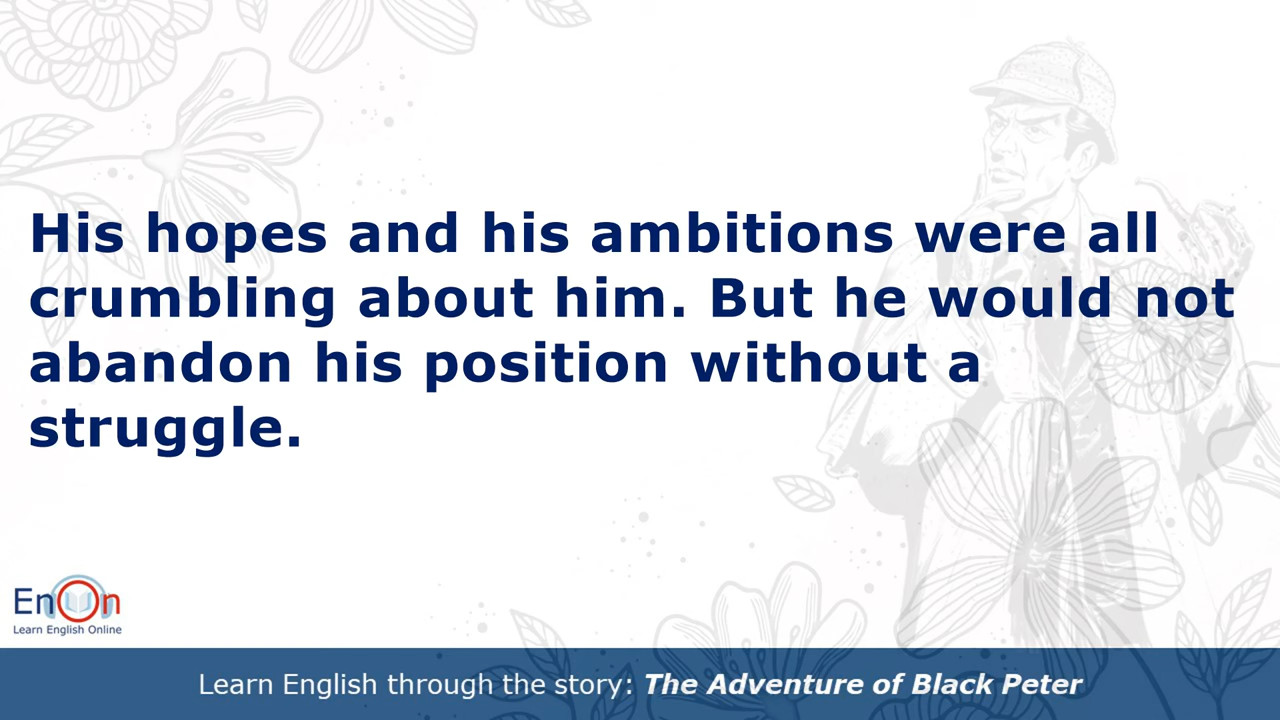 His hopes and his ambitions were all
crumbling about him. But he would not
abandon his position without a
struggle.
EnOn
Learn English Online
Learn English through the story: The Adventure of Black Peter